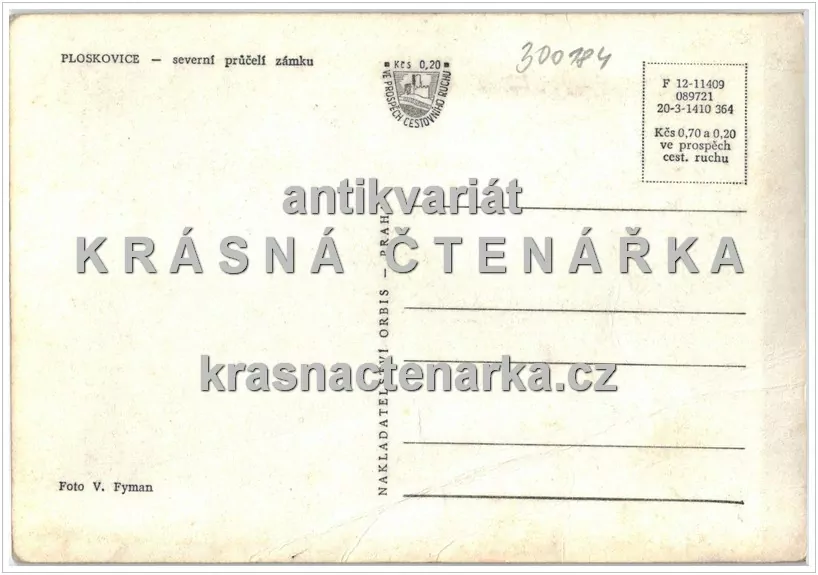 PLOSKOVICE — severní průčelí zámku
Kčs 0,20
VE PROSPĚCH CESTOVNÍHO RUCHU
300184
F 12-11409
089721
20-3-1410 364
Kčs 0,70 a 0,20
ve prospěch
cest. ruchu
antikvariát
KRÁSNÁ ČTENÁŘKA
krasnactenarka.cz
NAKLADATELSTVÍ ORBIS — PRAHA
Foto V. Fyman